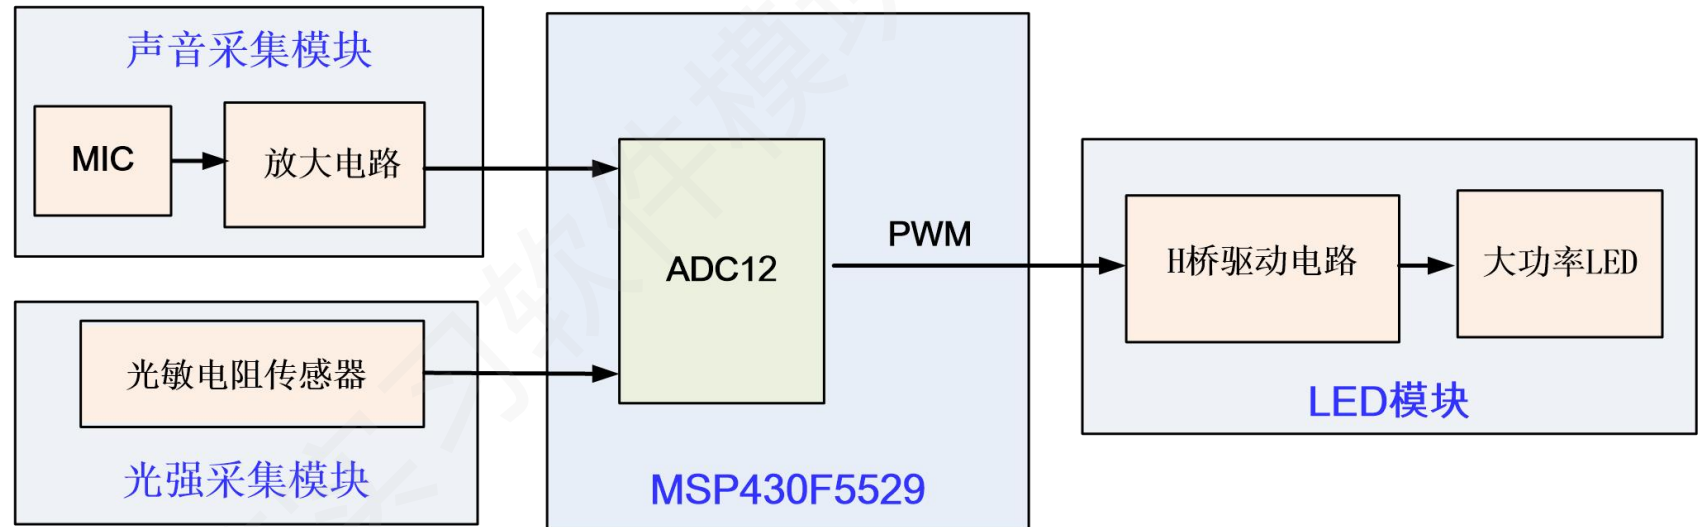 声音采集模块
MIC
放大电路
光敏电阻传感器
光强采集模块
ADC12
PWM
MSP430F5529
H桥驱动电路
大功率LED
LED模块